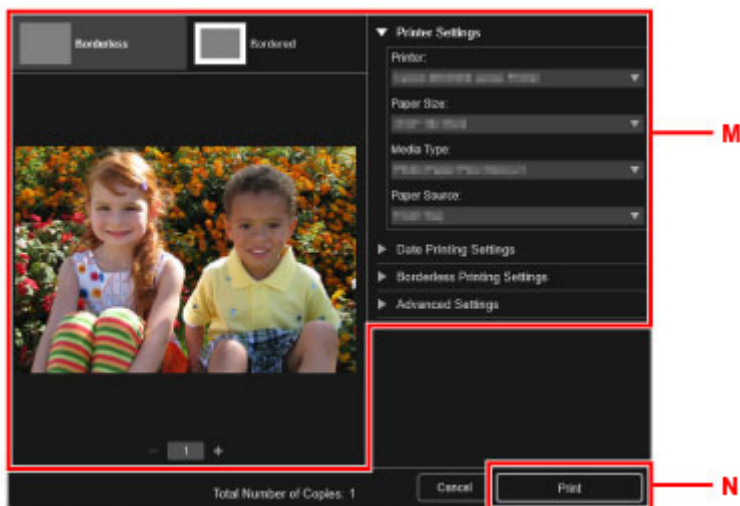 Borderless
Bordered
Printer Settings
Printer:
Paper Size:
Media Type:
Paper Source:
Date Printing Settings
Borderless Printing Settings
Advanced Settings
M
1
Total Number of Copies: 1
Cancel
Print
N